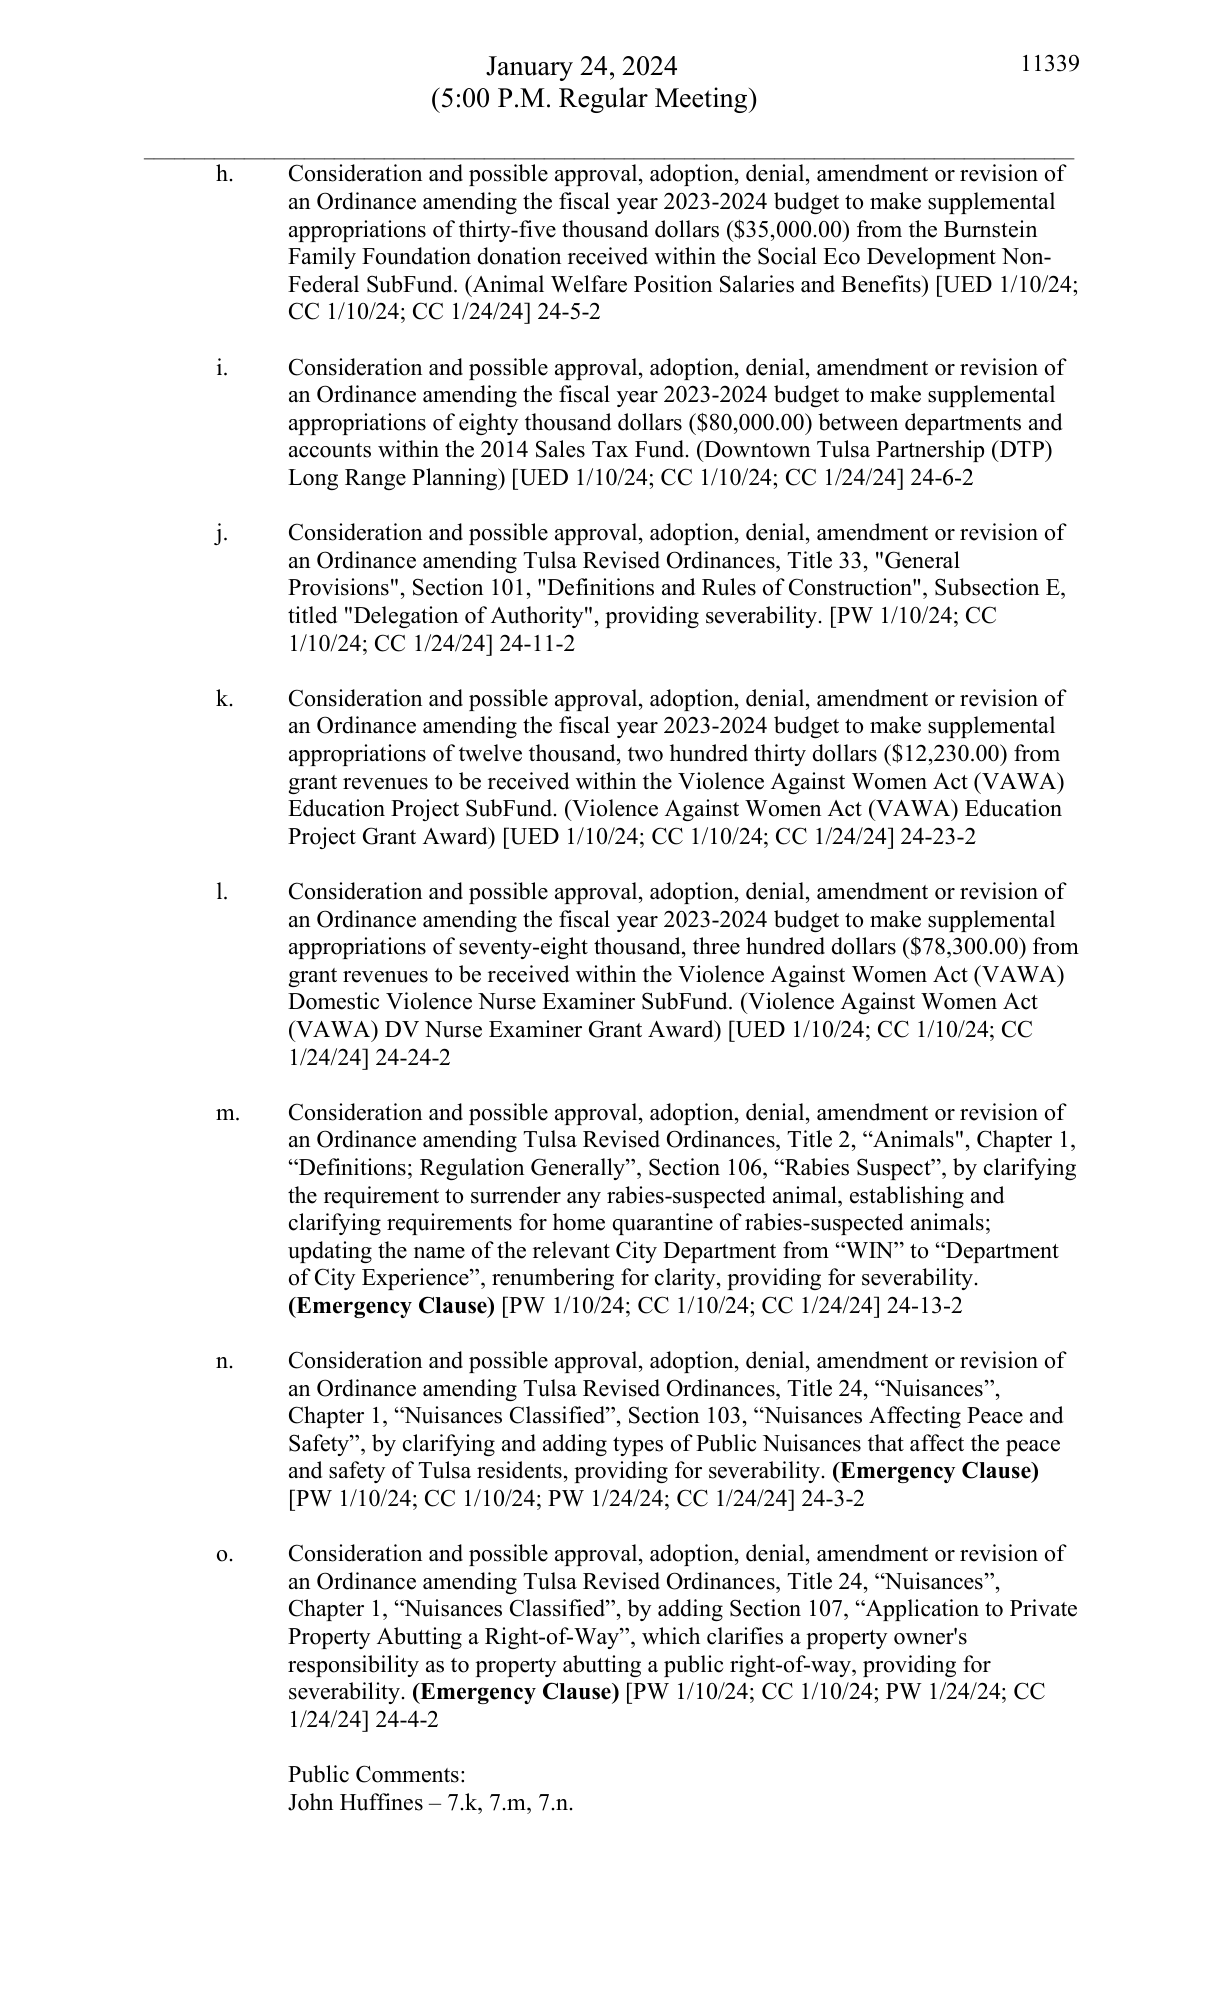 January 24, 2024
11339
(5:00 P.M. Regular Meeting)
h. Consideration and possible approval, adoption, denial, amendment or revision of
an Ordinance amending the fiscal year 2023-2024 budget to make supplemental
appropriations of thirty-five thousand dollars ($35,000.00) from the Burnstein
Family Foundation donation received within the Social Eco Development Non-
Federal SubFund. (Animal Welfare Position Salaries and Benefits) [UED 1/10/24;
CC 1/10/24; CC 1/24/24] 24-5-2
i. Consideration and possible approval, adoption, denial, amendment or revision of
an Ordinance amending the fiscal year 2023-2024 budget to make supplemental
appropriations of eighty thousand dollars ($80,000.00) between departments and
accounts within the 2014 Sales Tax Fund. (Downtown Tulsa Partnership (DTP)
Long Range Planning) [UED 1/10/24; CC 1/10/24; CC 1/24/24] 24-6-2
j. Consideration and possible approval, adoption, denial, amendment or revision of
an Ordinance amending Tulsa Revised Ordinances, Title 33, "General
Provisions", Section 101, "Definitions and Rules of Construction", Subsection E,
titled "Delegation of Authority", providing severability. [PW 1/10/24; CC
1/10/24; CC 1/24/24] 24-11-2
k. Consideration and possible approval, adoption, denial, amendment or revision of
an Ordinance amending the fiscal year 2023-2024 budget to make supplemental
appropriations of twelve thousand, two hundred thirty dollars ($12,230.00) from
grant revenues to be received within the Violence Against Women Act (VAWA)
Education Project SubFund. (Violence Against Women Act (VAWA) Education
Project Grant Award) [UED 1/10/24; CC 1/10/24; CC 1/24/24] 24-23-2
l. Consideration and possible approval, adoption, denial, amendment or revision of
an Ordinance amending the fiscal year 2023-2024 budget to make supplemental
appropriations of seventy-eight thousand, three hundred dollars ($78,300.00) from
grant revenues to be received within the Violence Against Women Act (VAWA)
Domestic Violence Nurse Examiner SubFund. (Violence Against Women Act
(VAWA) DV Nurse Examiner Grant Award) [UED 1/10/24; CC 1/10/24; CC
1/24/24] 24-24-2
m. Consideration and possible approval, adoption, denial, amendment or revision of
an Ordinance amending Tulsa Revised Ordinances, Title 2, “Animals", Chapter 1,
“Definitions; Regulation Generally”, Section 106, “Rabies Suspect”, by clarifying
the requirement to surrender any rabies-suspected animal, establishing and
clarifying requirements for home quarantine of rabies-suspected animals;
updating the name of the relevant City Department from “WIN” to “Department
of City Experience”, renumbering for clarity, providing for severability.
(Emergency Clause) [PW 1/10/24; CC 1/10/24; CC 1/24/24] 24-13-2
n. Consideration and possible approval, adoption, denial, amendment or revision of
an Ordinance amending Tulsa Revised Ordinances, Title 24, “Nuisances”,
Chapter 1, “Nuisances Classified”, Section 103, “Nuisances Affecting Peace and
Safety”, by clarifying and adding types of Public Nuisances that affect the peace
and safety of Tulsa residents, providing for severability. (Emergency Clause)
[PW 1/10/24; CC 1/10/24; PW 1/24/24; CC 1/24/24] 24-3-2
o. Consideration and possible approval, adoption, denial, amendment or revision of
an Ordinance amending Tulsa Revised Ordinances, Title 24, “Nuisances”,
Chapter 1, “Nuisances Classified”, by adding Section 107, “Application to Private
Property Abutting a Right-of-Way”, which clarifies a property owner's
responsibility as to property abutting a public right-of-way, providing for
severability. (Emergency Clause) [PW 1/10/24; CC 1/10/24; PW 1/24/24; CC
1/24/24] 24-4-2
Public Comments:
John Huffines – 7.k, 7.m, 7.n.